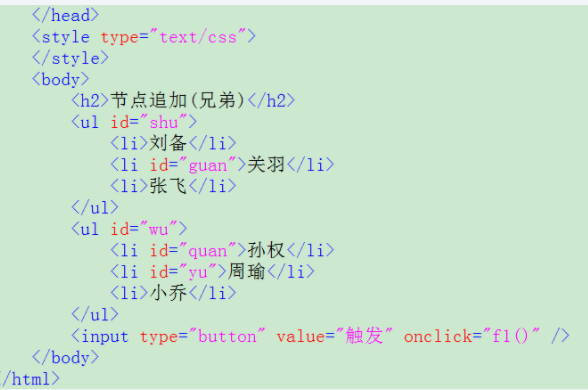 </head>
<style type="text/css">
</style>
<body>
<h2>节点追加(兄弟)</h2>
<ul id="shu">
<li>刘备</li>
<li id="guan">关羽</li>
<li>张飞</li>
</ul>
<ul id="wu">
<li id="quan">孙权</li>
<li id="yu">周瑜</li>
<li>小乔</li>
</ul>
<input type="button" value="触发" onclick="f1()" />
</body>
/html>